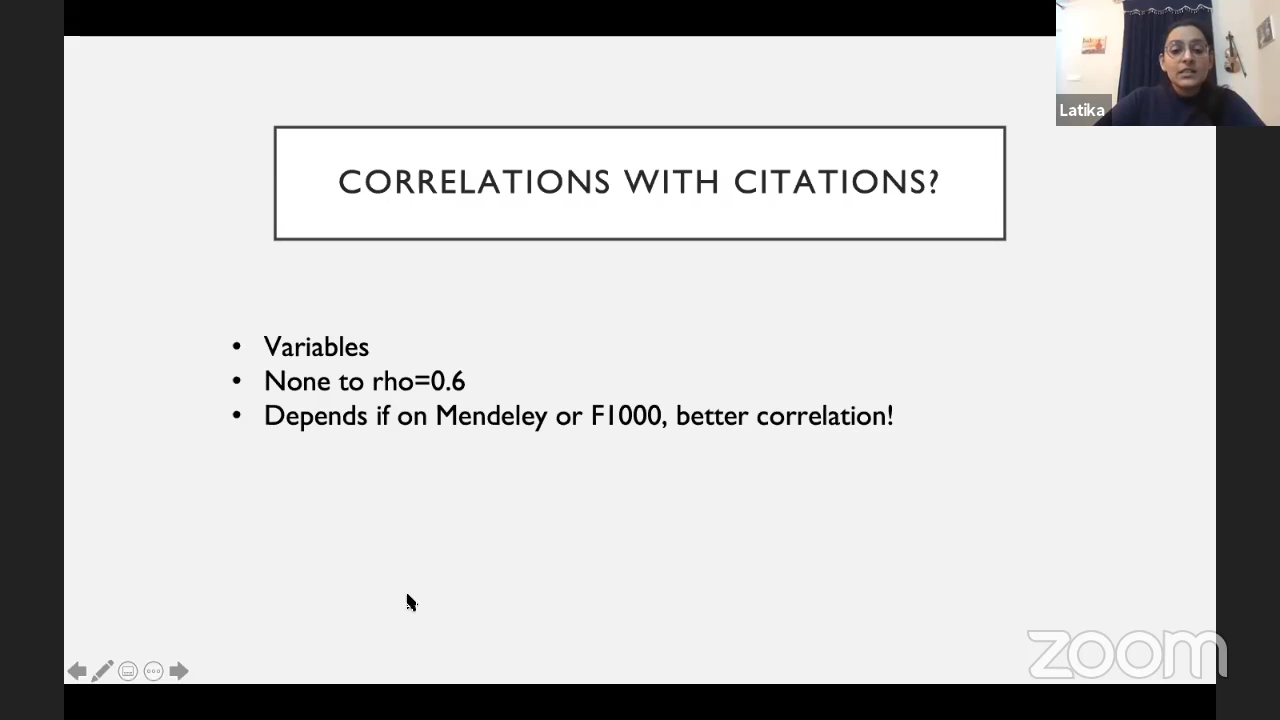 Latika
CORRELATIONS WITH CITATIONS?
• Variables
• None to rho=0.6
• Depends if on Mendeley or F1000, better correlation!
zoom